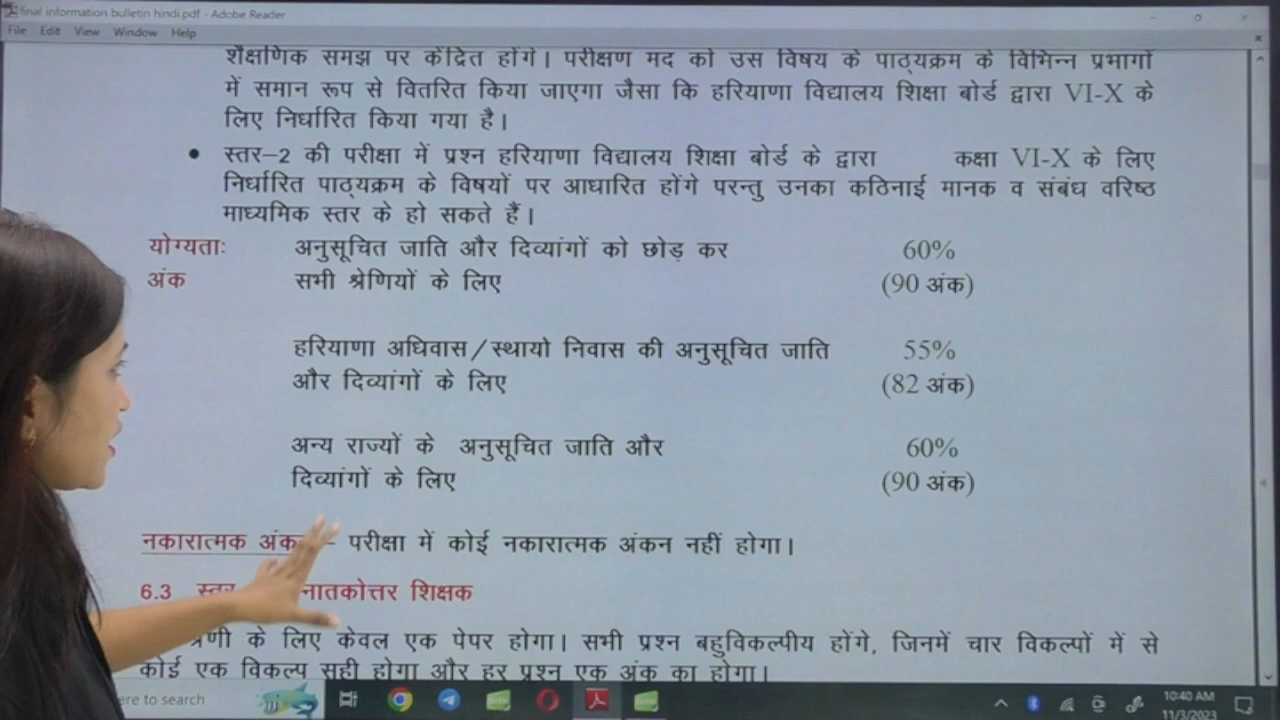 final information bulletin hindi.pdf - Adobe Reader
File Edit View Window Help
शैक्षणिक समझ पर केंद्रित होंगे। परीक्षण मद को उस विषय के पाठ्यक्रम के विभिन्न प्रभागों
में समान रूप से वितरित किया जाएगा जैसा कि हरियाणा विद्यालय शिक्षा बोर्ड द्वारा VI-X के
लिए निर्धारित किया गया है।
• स्तर–2 की परीक्षा में प्रश्न हरियाणा विद्यालय शिक्षा बोर्ड के द्वारा कक्षा VI-X के लिए
निर्धारित पाठ्यक्रम के विषयों पर आधारित होंगे परन्तु उनका कठिनाई मानक व संबंध वरिष्ठ
माध्यमिक स्तर के हो सकते हैं।
योग्यताः अनुसूचित जाति और दिव्यांगों को छोड़ कर 60%
अंक सभी श्रेणियों के लिए (90 अंक)
हरियाणा अधिवास/स्थायो निवास की अनुसूचित जाति 55%
और दिव्यांगों के लिए (82 अंक)
अन्य राज्यों के अनुसूचित जाति और 60%
दिव्यांगों के लिए (90 अंक)
नकारात्मक – परीक्षा में कोई नकारात्मक अंकन नहीं होगा।
6.3 शिक्षक
के लिए केवल एक पेपर होगा। सभी प्रश्न बहुविकल्पीय होंगे, जिनमें चार विकल्पों में से
कोई एक विकल्प सही होगा और हर प्रश्न एक अंक का होगा।
to search
10:40 AM
11/3/2023